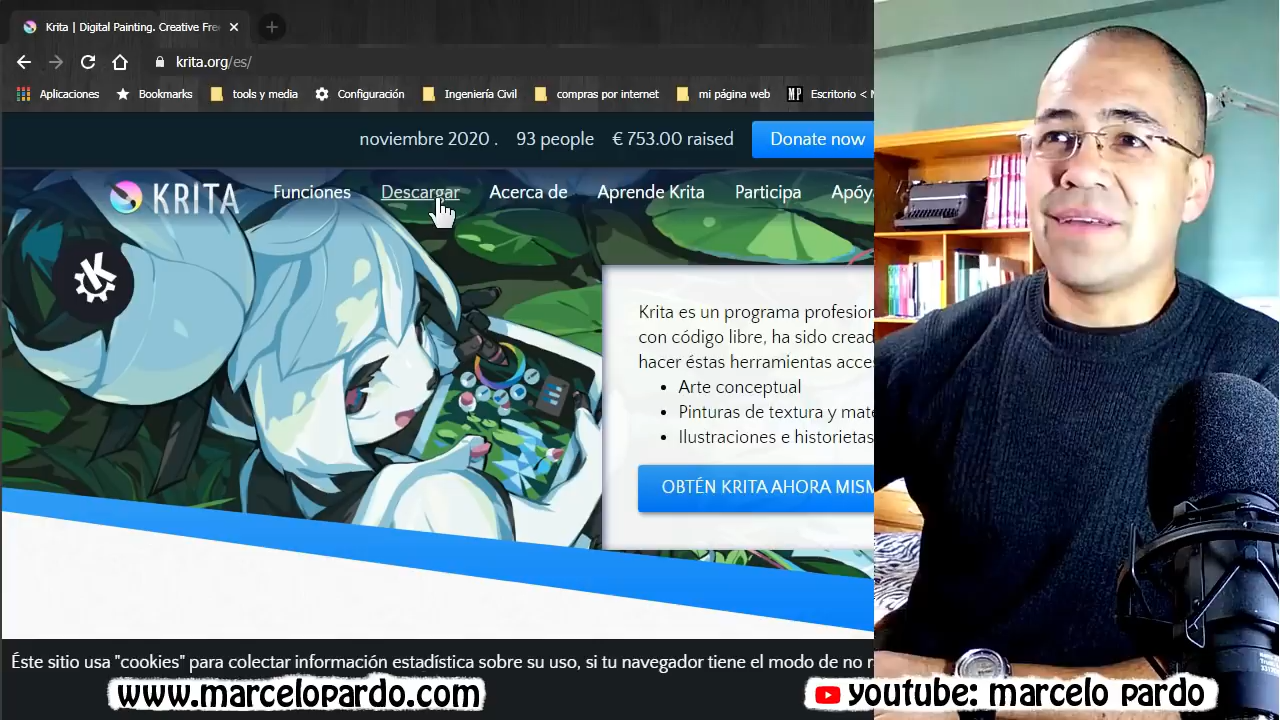 Krita | Digital Painting. Creative Fre
krita.org/es/
Aplicaciones Bookmarks tools y media Configuración Ingeniería Civil compras por internet mi página web MP Escritorio <
noviembre 2020 . 93 people € 753.00 raised Donate now
KRITA Funciones Descargar Acerca de Aprende Krita Participa Apóy
K
Krita es un programa profesion
con código libre, ha sido cread
hacer éstas herramientas acce
• Arte conceptual
• Pinturas de textura y mate
• Ilustraciones e historietas
OBTÉN KRITA AHORA MISM
Éste sitio usa "cookies" para colectar información estadística sobre su uso, si tu navegador tiene el modo de no r
www.marcelopardo.com
youtube: marcelo pardo